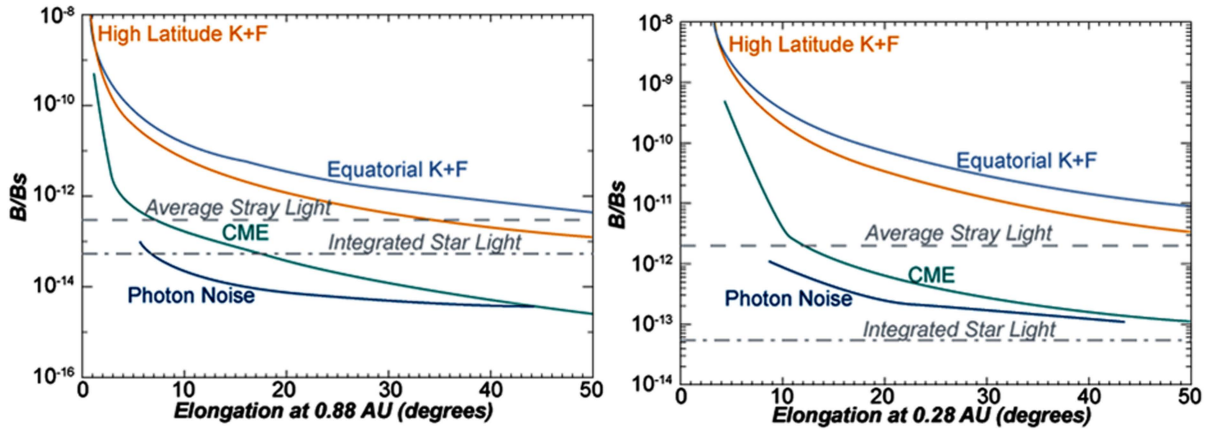 10-8
High Latitude K+F
10-10
Equatorial K+F
B/Bs
10-12
Average Stray Light
CME
Integrated Star Light
10-14
Photon Noise
10-16
0 10 20 30 40 50
Elongation at 0.88 AU (degrees)
10-8
High Latitude K+F
10-9
10-10
Equatorial K+F
B/Bs
10-11
Average Stray Light
10-12
CME
Photon Noise
10-13
Integrated Star Light
10-14
0 10 20 30 40 50
Elongation at 0.28 AU (degrees)